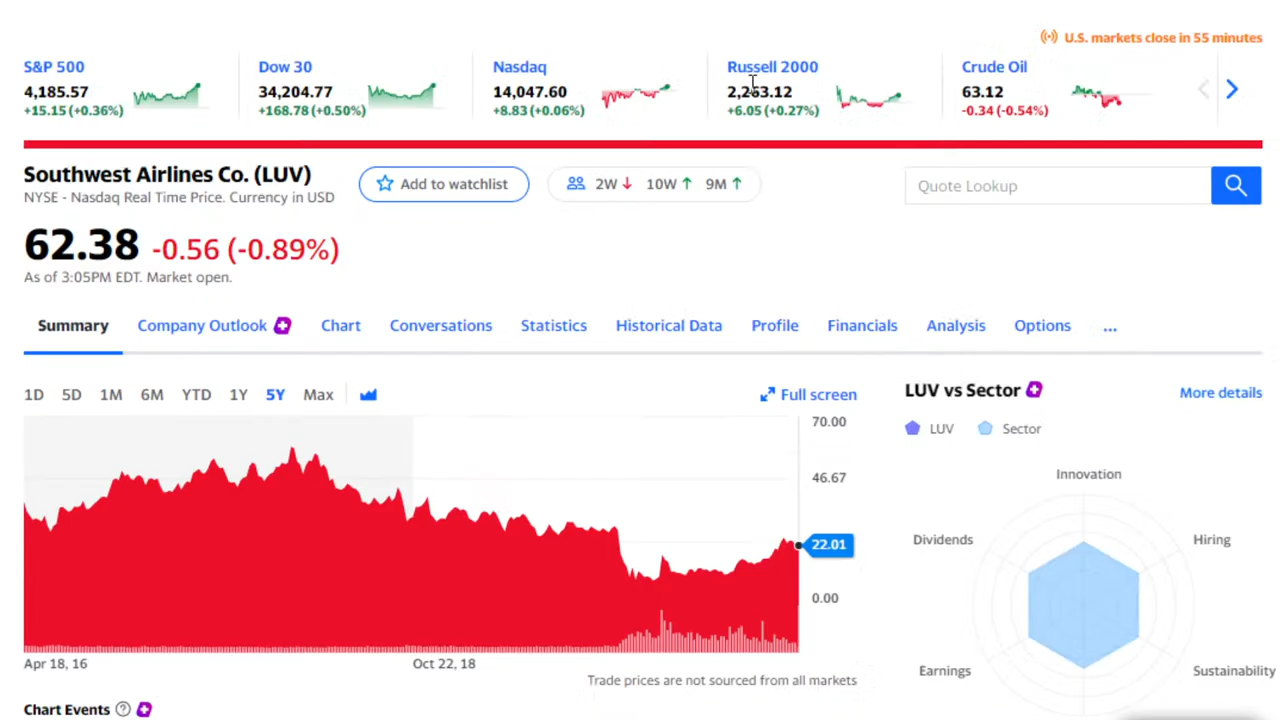 U.S. markets close in 55 minutes
S&P 500
4,185.57
+15.15 (+0.36%)
Dow 30
34,204.77
+168.78 (+0.50%)
Nasdaq
14,047.60
+8.83 (+0.06%)
Russell 2000
2,263.12
+6.05 (+0.27%)
Crude Oil
63.12
-0.34 (-0.54%)
Southwest Airlines Co. (LUV)
NYSE - Nasdaq Real Time Price. Currency in USD
Add to watchlist
2W 10W 9M
Quote Lookup
62.38 -0.56 (-0.89%)
As of 3:05PM EDT. Market open.
Summary Company Outlook Chart Conversations Statistics Historical Data Profile Financials Analysis Options ...
1D 5D 1M 6M YTD 1Y 5Y Max
Full screen
70.00
46.67
22.01
0.00
Apr 18, 16 Oct 22, 18
Trade prices are not sourced from all markets
Chart Events
LUV vs Sector
More details
LUV Sector
Innovation
Dividends Hiring
Earnings Sustainability